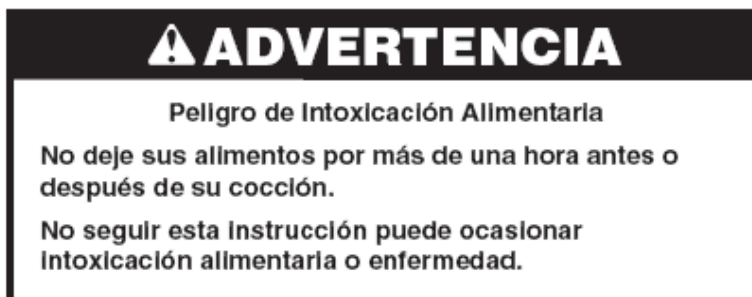 ADVERTENCIA
Peligro de Intoxicación Alimentaria
No deje sus alimentos por más de una hora antes o
después de su cocción.
No seguir esta instrucción puede ocasionar
intoxicación alimentaria o enfermedad.